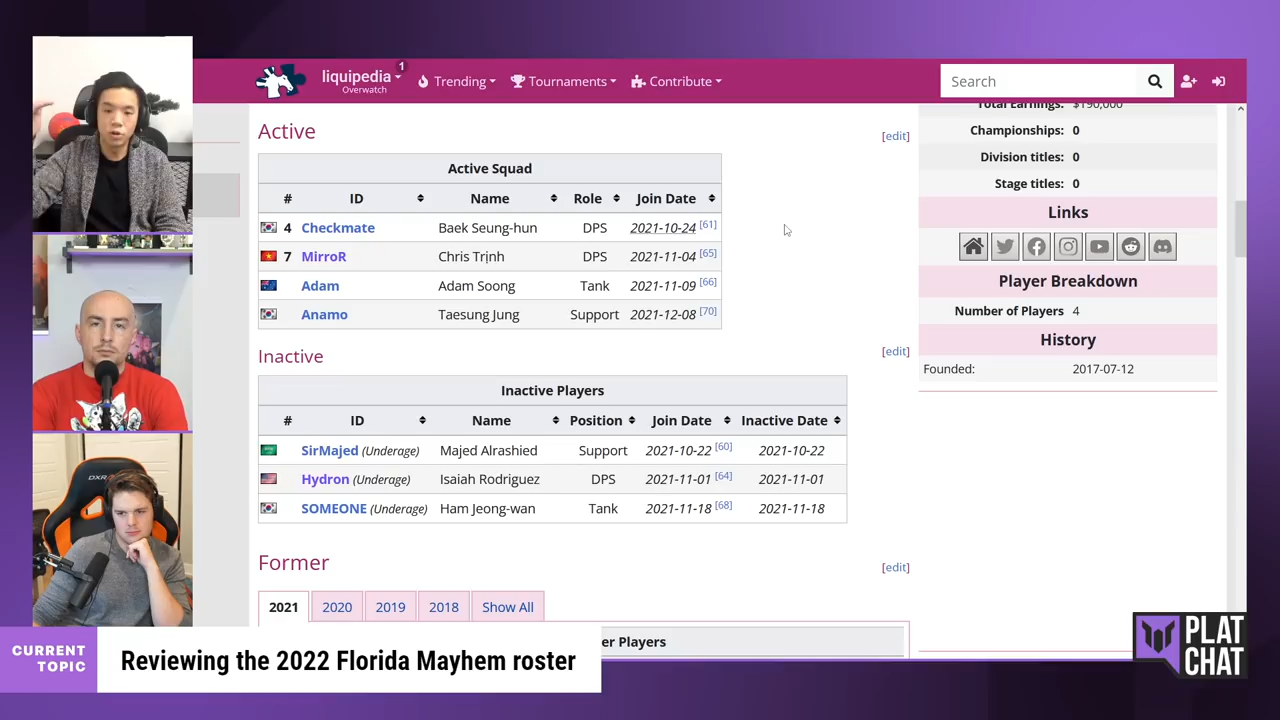 liquipedia 1
Overwatch
Trending
Tournaments
Contribute
Search
Active
[edit]
Active Squad
# ID Name Role Join Date
4 Checkmate Baek Seung-hun DPS 2021-10-24 [61]
7 MirroR Chris Trịnh DPS 2021-11-04 [65]
Adam Adam Soong Tank 2021-11-09 [66]
Anamo Taesung Jung Support 2021-12-08 [70]
Inactive
[edit]
Inactive Players
# ID Name Position Join Date Inactive Date
SirMajed (Underage) Majed Alrashied Support 2021-10-22 [60] 2021-10-22
Hydron (Underage) Isaiah Rodriguez DPS 2021-11-01 [64] 2021-11-01
SOMEONE (Underage) Ham Jeong-wan Tank 2021-11-18 [68] 2021-11-18
Former
[edit]
2021 2020 2019 2018 Show All
er Players
Total Earnings: $190,000
Championships: 0
Division titles: 0
Stage titles: 0
Links
Player Breakdown
Number of Players 4
History
Founded: 2017-07-12
DXR
CURRENT
TOPIC
Reviewing the 2022 Florida Mayhem roster
PLAT
CHAT